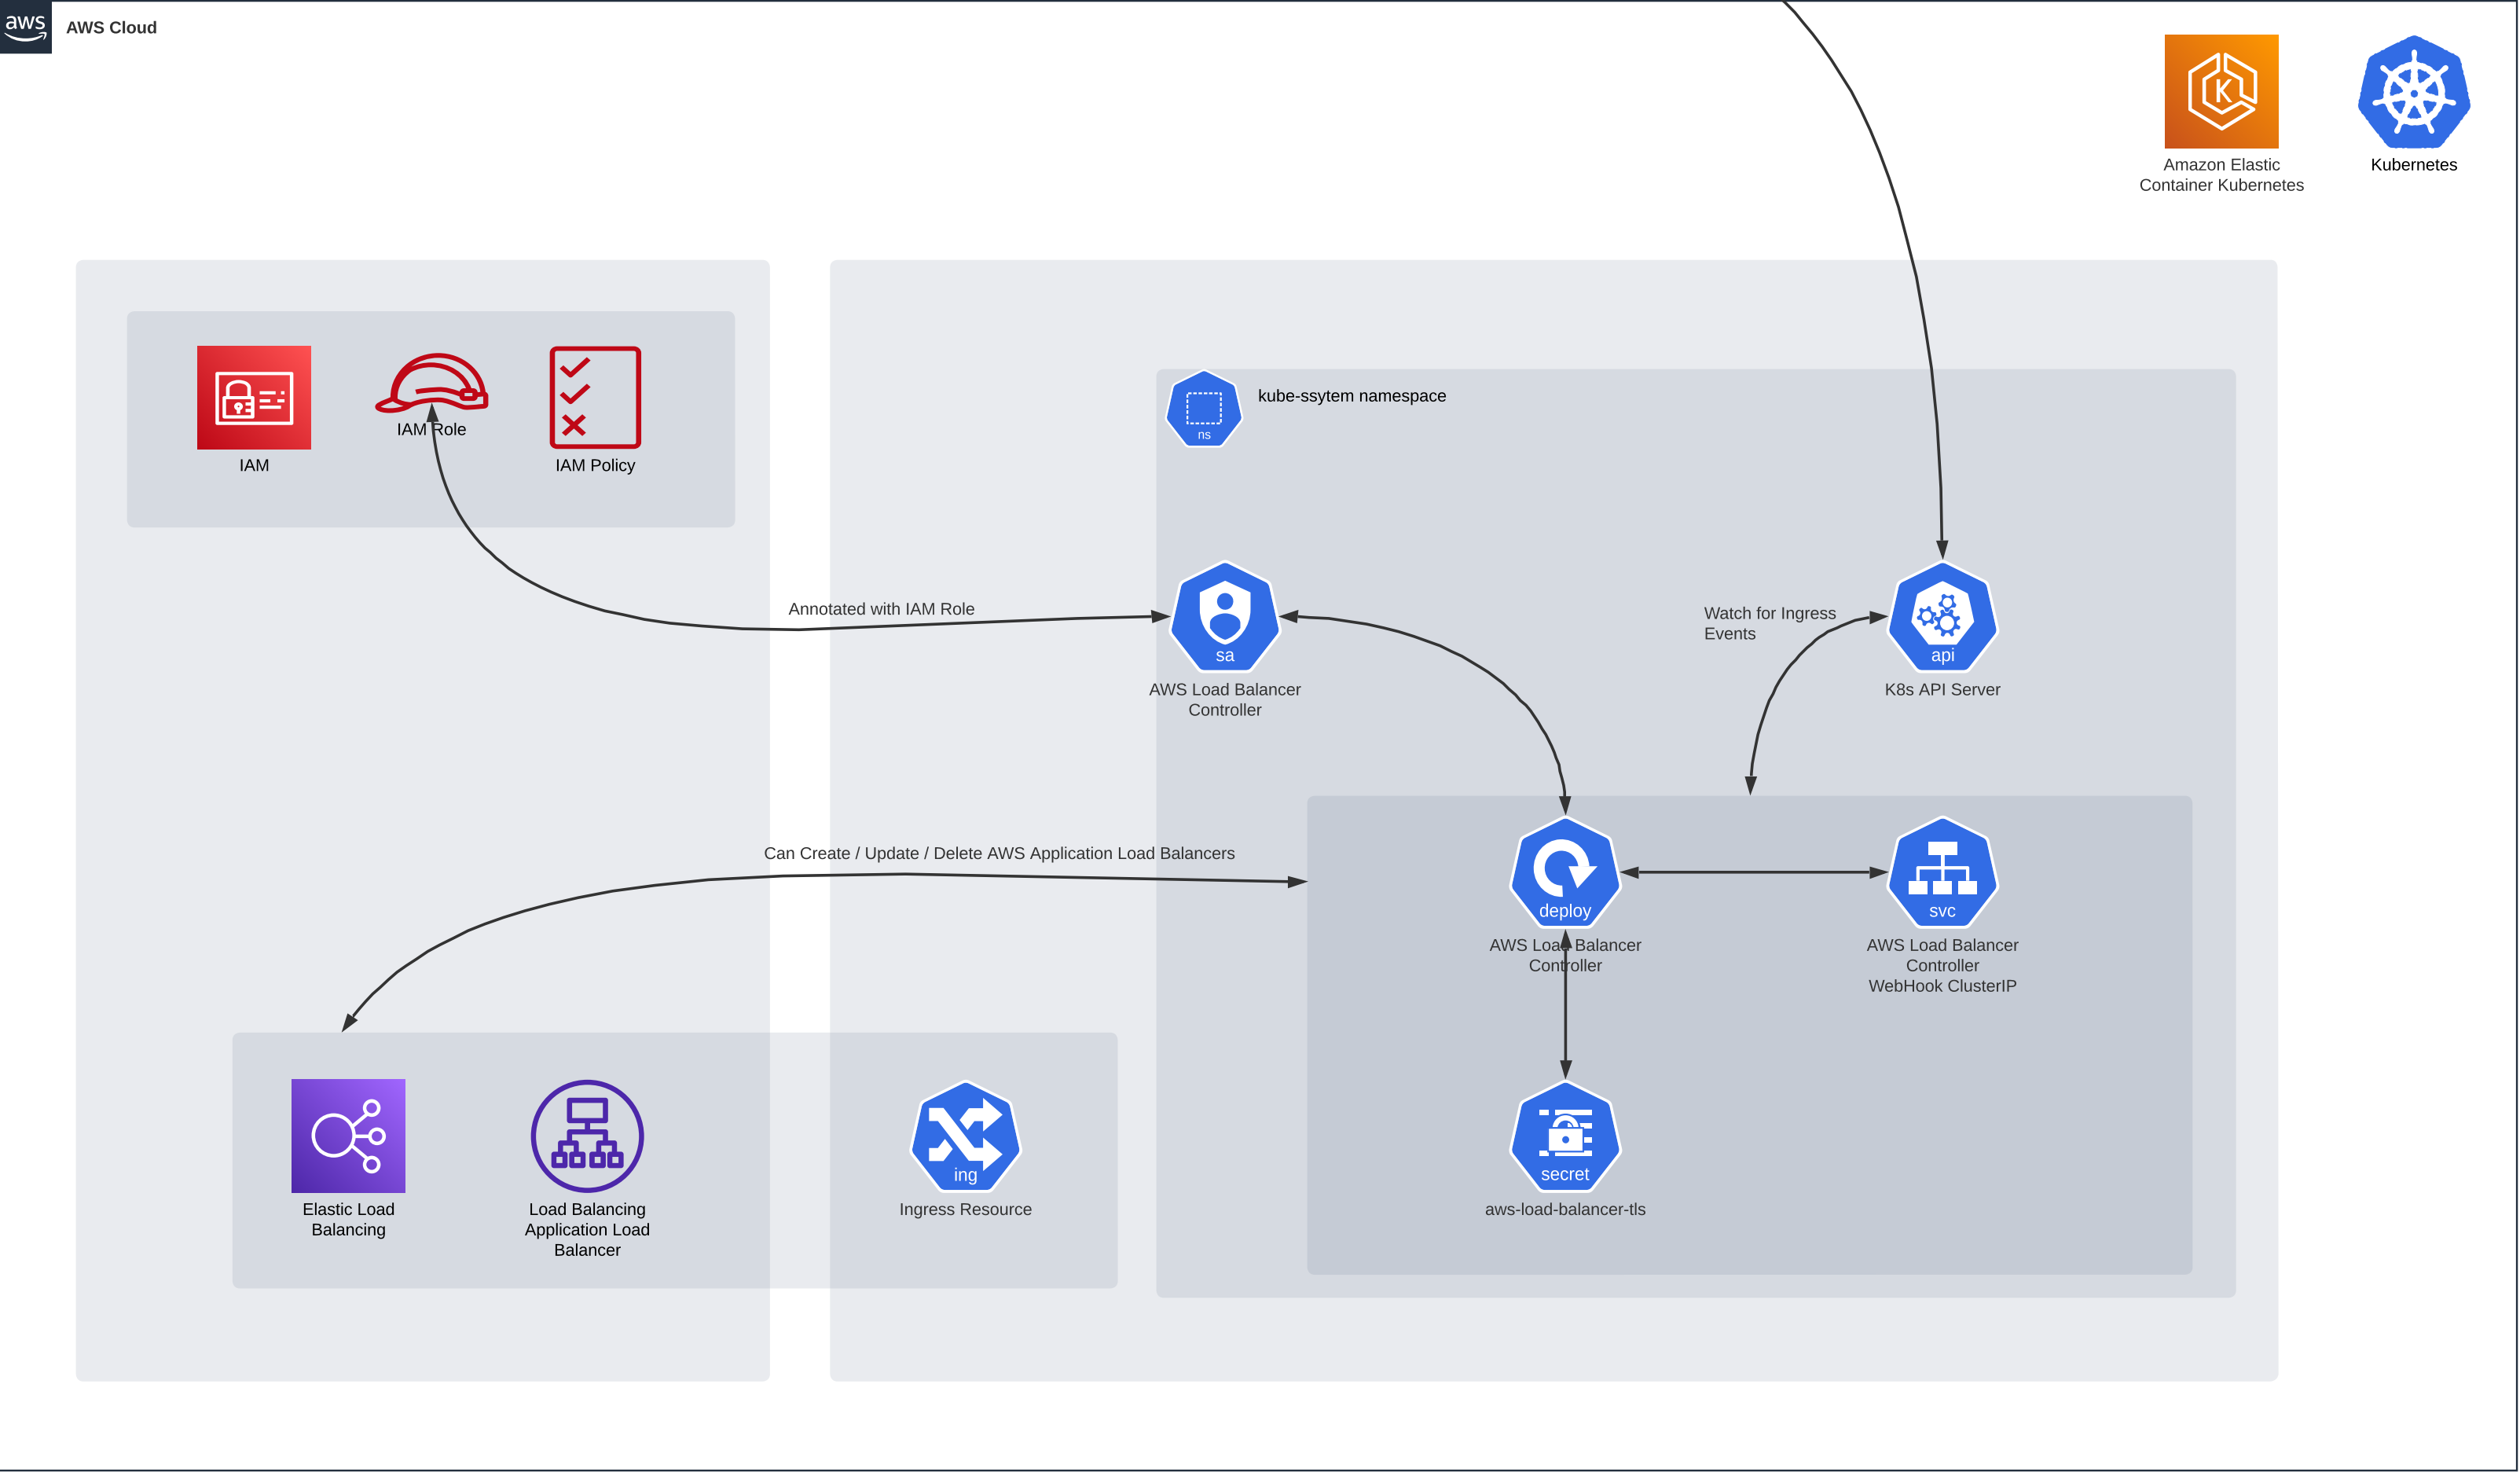 aws
AWS Cloud
K
Amazon Elastic
Container Kubernetes
Kubernetes
IAM
IAM Role
IAM Policy
ns
kube-ssytem namespace
Annotated with IAM Role
sa
AWS Load Balancer
Controller
Watch for Ingress
Events
api
K8s API Server
Can Create / Update / Delete AWS Application Load Balancers
deploy
AWS Load Balancer
Controller
svc
AWS Load Balancer
Controller
WebHook ClusterIP
Elastic Load
Balancing
Load Balancing
Application Load
Balancer
ing
Ingress Resource
secret
aws-load-balancer-tls